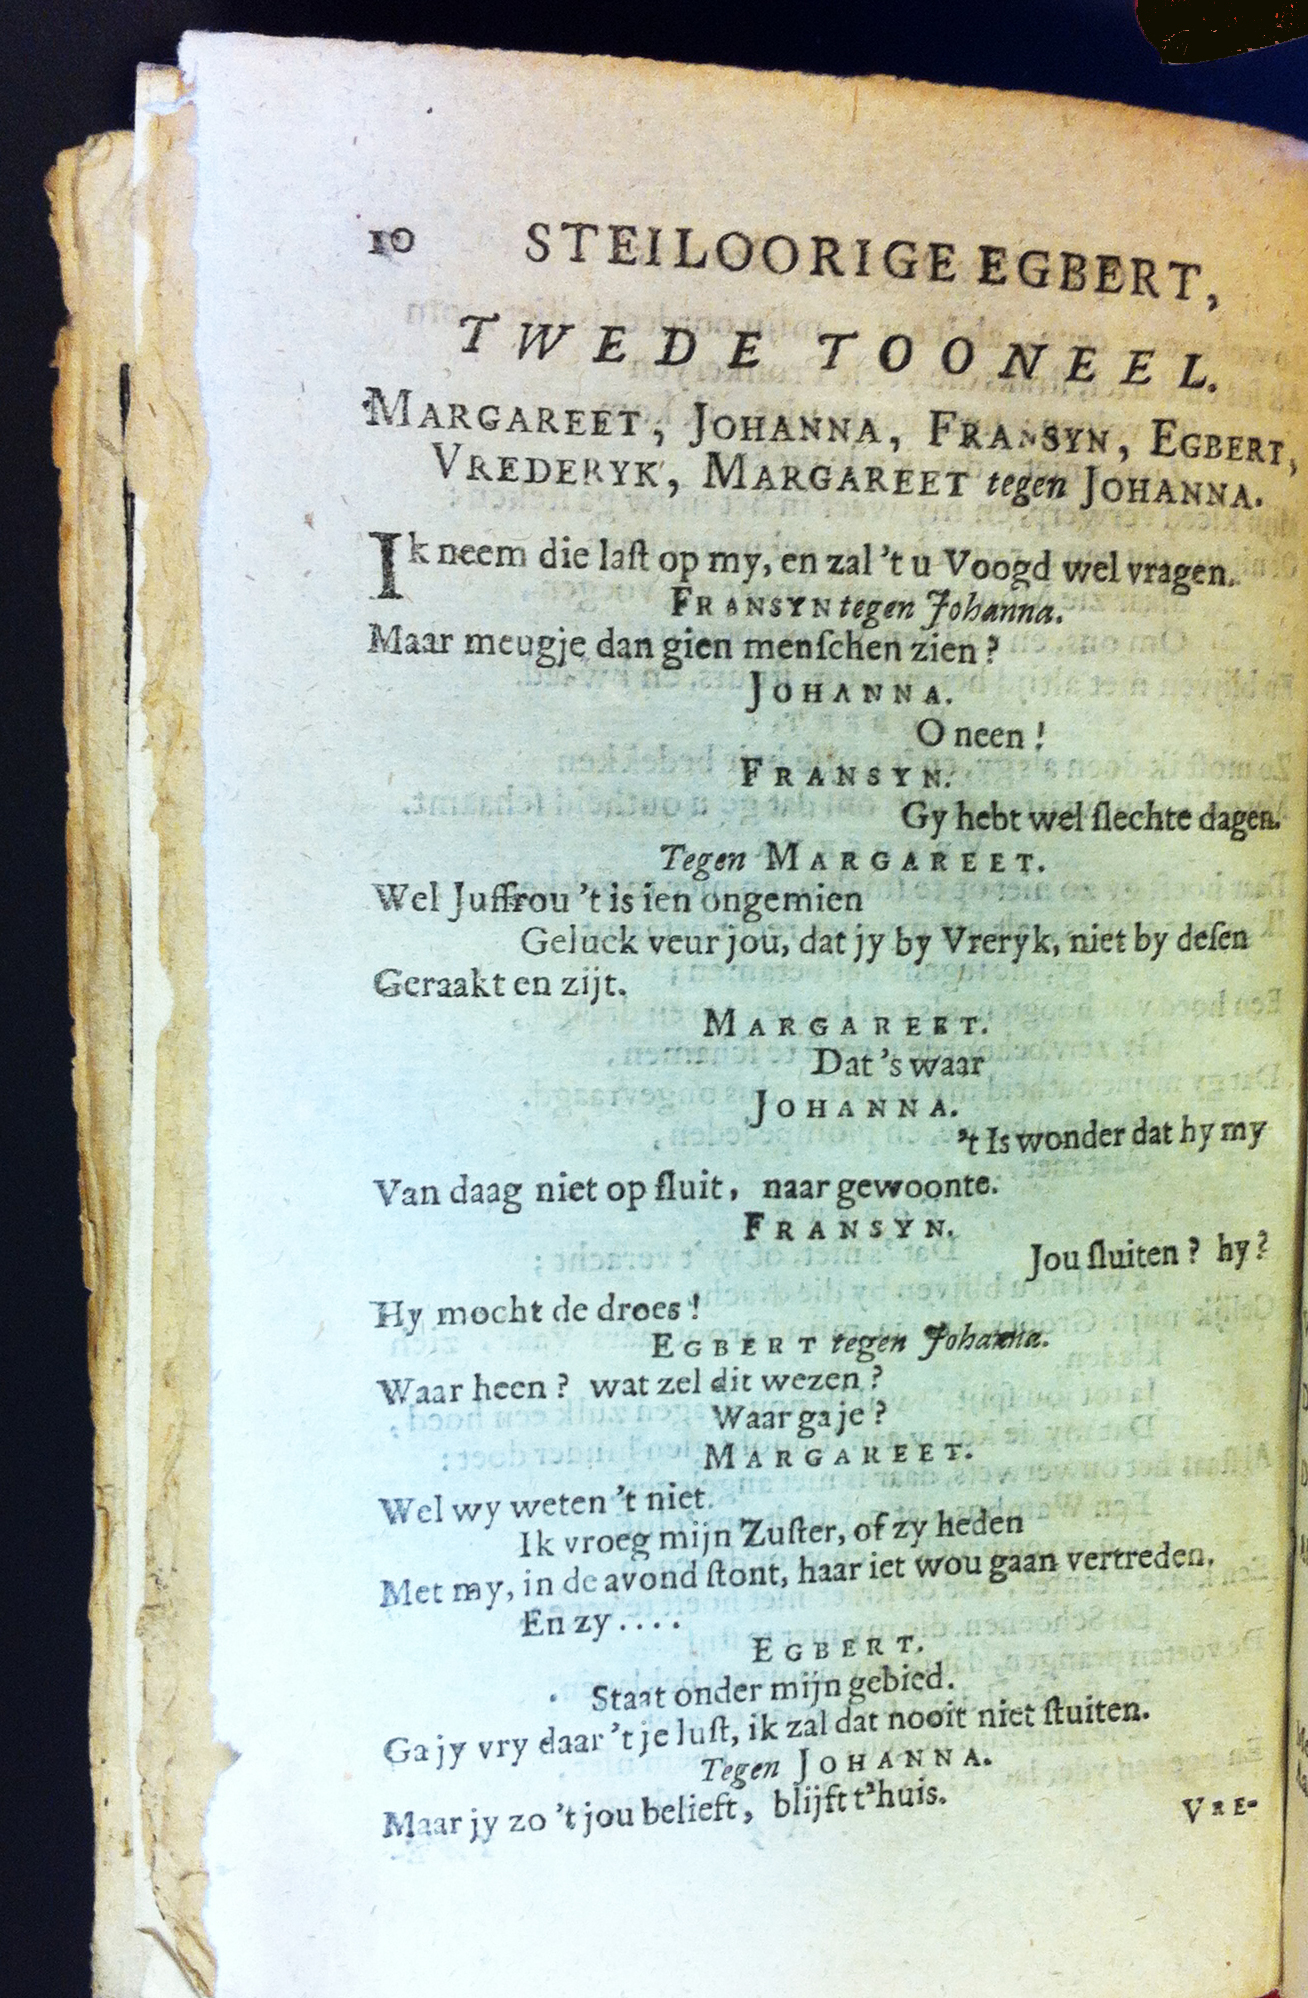 10 STEILOORIGE EGBERT,
TWEDE TOONEEL.
MARGAREET, JOHANNA, FRANSYN, EGBERT,
VREDERYK, MARGAREET tegen JOHANNA.
Ik neem die laſt op my, en zal 't u Voogd wel vragen.
FRANSYN tegen Johanna.
Maar meugje dan gien menſchen zien?
JOHANNA.
O neen!
FRANSYN.
Gy hebt wel ſlechte dagen.
Tegen MARGAREET.
Wel Juffrou 't is ien ongemien
Geluck veur jou, dat jy by Vreryk, niet by deſen
Geraakt en zijt.
MARGAREET.
Dat 's waar
JOHANNA.
't Is wonder dat hy my
Van daag niet op ſluit, naar gewoonte.
FRANSYN.
Jou ſluiten? hy?
Hy mocht de droes!
EGBERT tegen Johanna.
Waar heen? wat zel dit wezen?
Waar ga je?
MARGAREET.
Wel wy weten 't niet.
Ik vroeg mijn Zuſter, of zy heden
Met my, in de avond ſtont, haar iet wou gaan vertreden.
En zy....
EGBERT.
Staat onder mijn gebied.
Ga jy vry daar 't je luſt, ik zal dat nooit niet ſtuiten.
Tegen JOHANNA.
Maar jy zo 't jou belieft, blijft t'huis.
VRE-